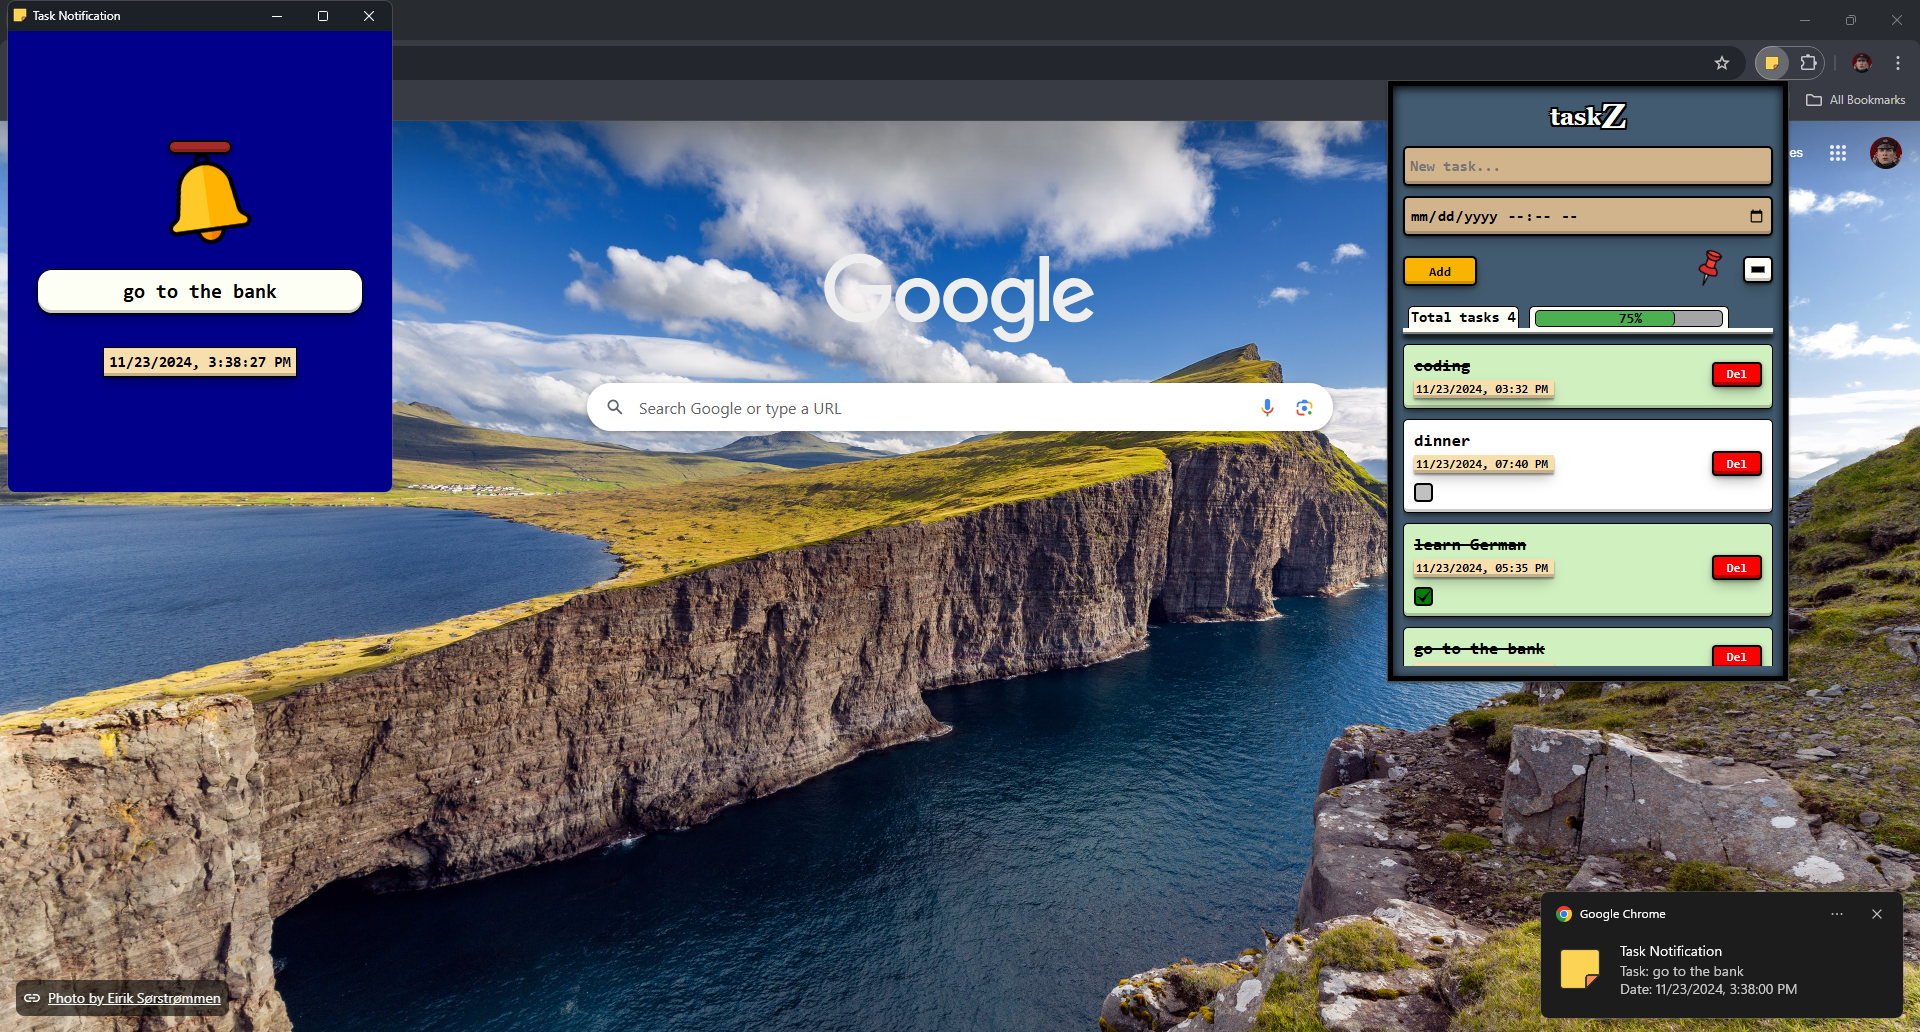 Task Notification
go to the bank
11/23/2024, 3:38:27 PM
All Bookmarks
es
Google
Search Google or type a URL
taskZ
New task...
mm/dd/yyyy --:-- --
Add
Total tasks 4
75%
coding
11/23/2024, 03:32 PM
Del
dinner
11/23/2024, 07:40 PM
Del
learn German
11/23/2024, 05:35 PM
Del
go to the bank
Del
Photo by Eirik Sørstrømmen
Google Chrome
Task Notification
Task: go to the bank
Date: 11/23/2024, 3:38:00 PM